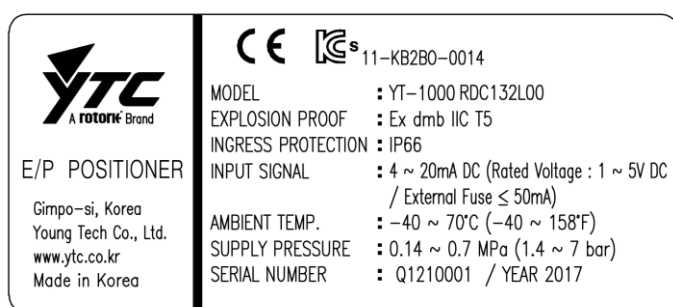 YTC
A rotork Brand
E/P POSITIONER
Gimpo-si, Korea
Young Tech Co., Ltd.
www.ytc.co.kr
Made in Korea
CE KCs 11-KB2BO-0014
MODEL : YT-1000 RDC132L00
EXPLOSION PROOF : Ex dmb IIC T5
INGRESS PROTECTION : IP66
INPUT SIGNAL : 4 ~ 20mA DC (Rated Voltage : 1 ~ 5V DC
/ External Fuse ≤ 50mA)
AMBIENT TEMP. : -40 ~ 70°C (-40 ~ 158°F)
SUPPLY PRESSURE : 0.14 ~ 0.7 MPa (1.4 ~ 7 bar)
SERIAL NUMBER : Q1210001 / YEAR 2017